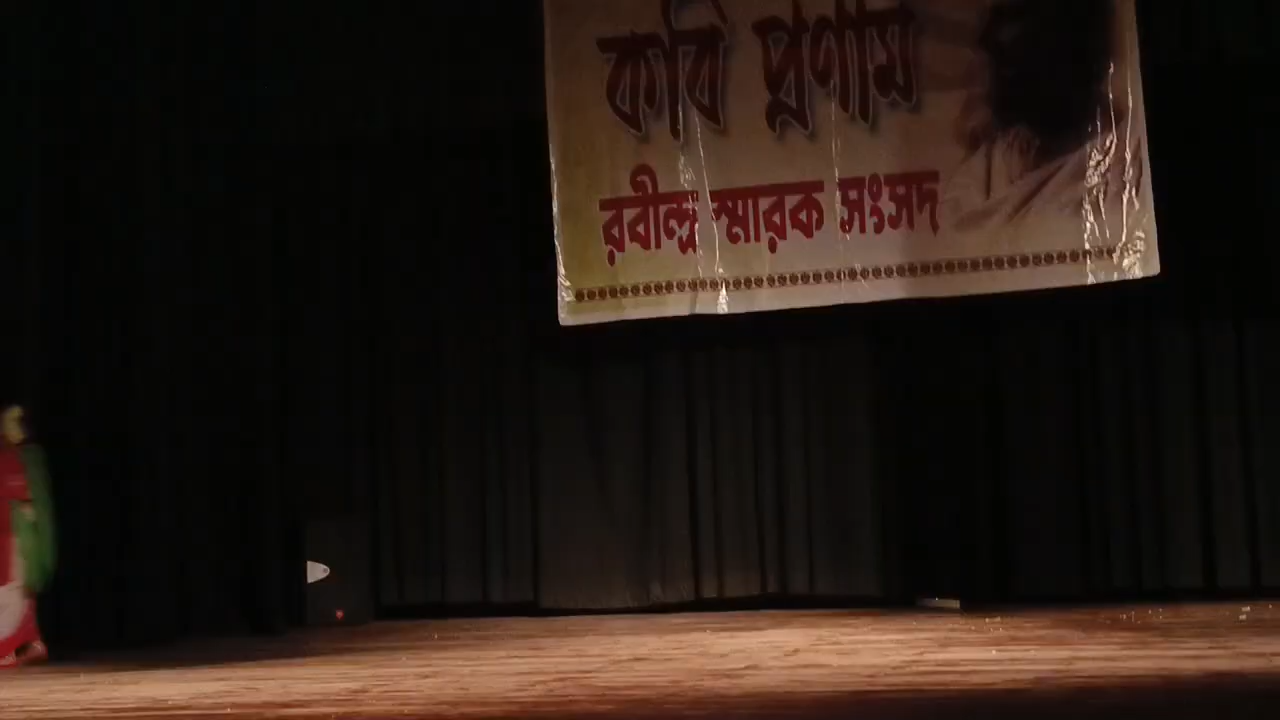 কবি প্রণাম
রবীন্দ্র স্মারক সংসদ